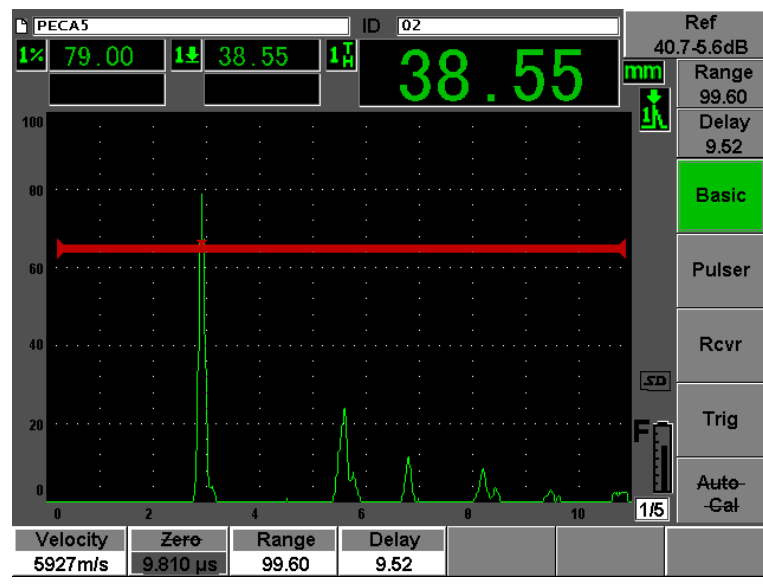 PECA5 ID 02 Ref
40.7-5.6dB
1% 79.00 1 38.55 1 T H 38.55 mm
Range
99.60
1
Delay
9.52
Basic
Pulser
Rcvr
Trig
Auto-
Cal
100
80
60
40
20
0
0 2 4 6 8 10
SD
F
1/5
Velocity Zero Range Delay
5927m/s 9.810 µs 99.60 9.52